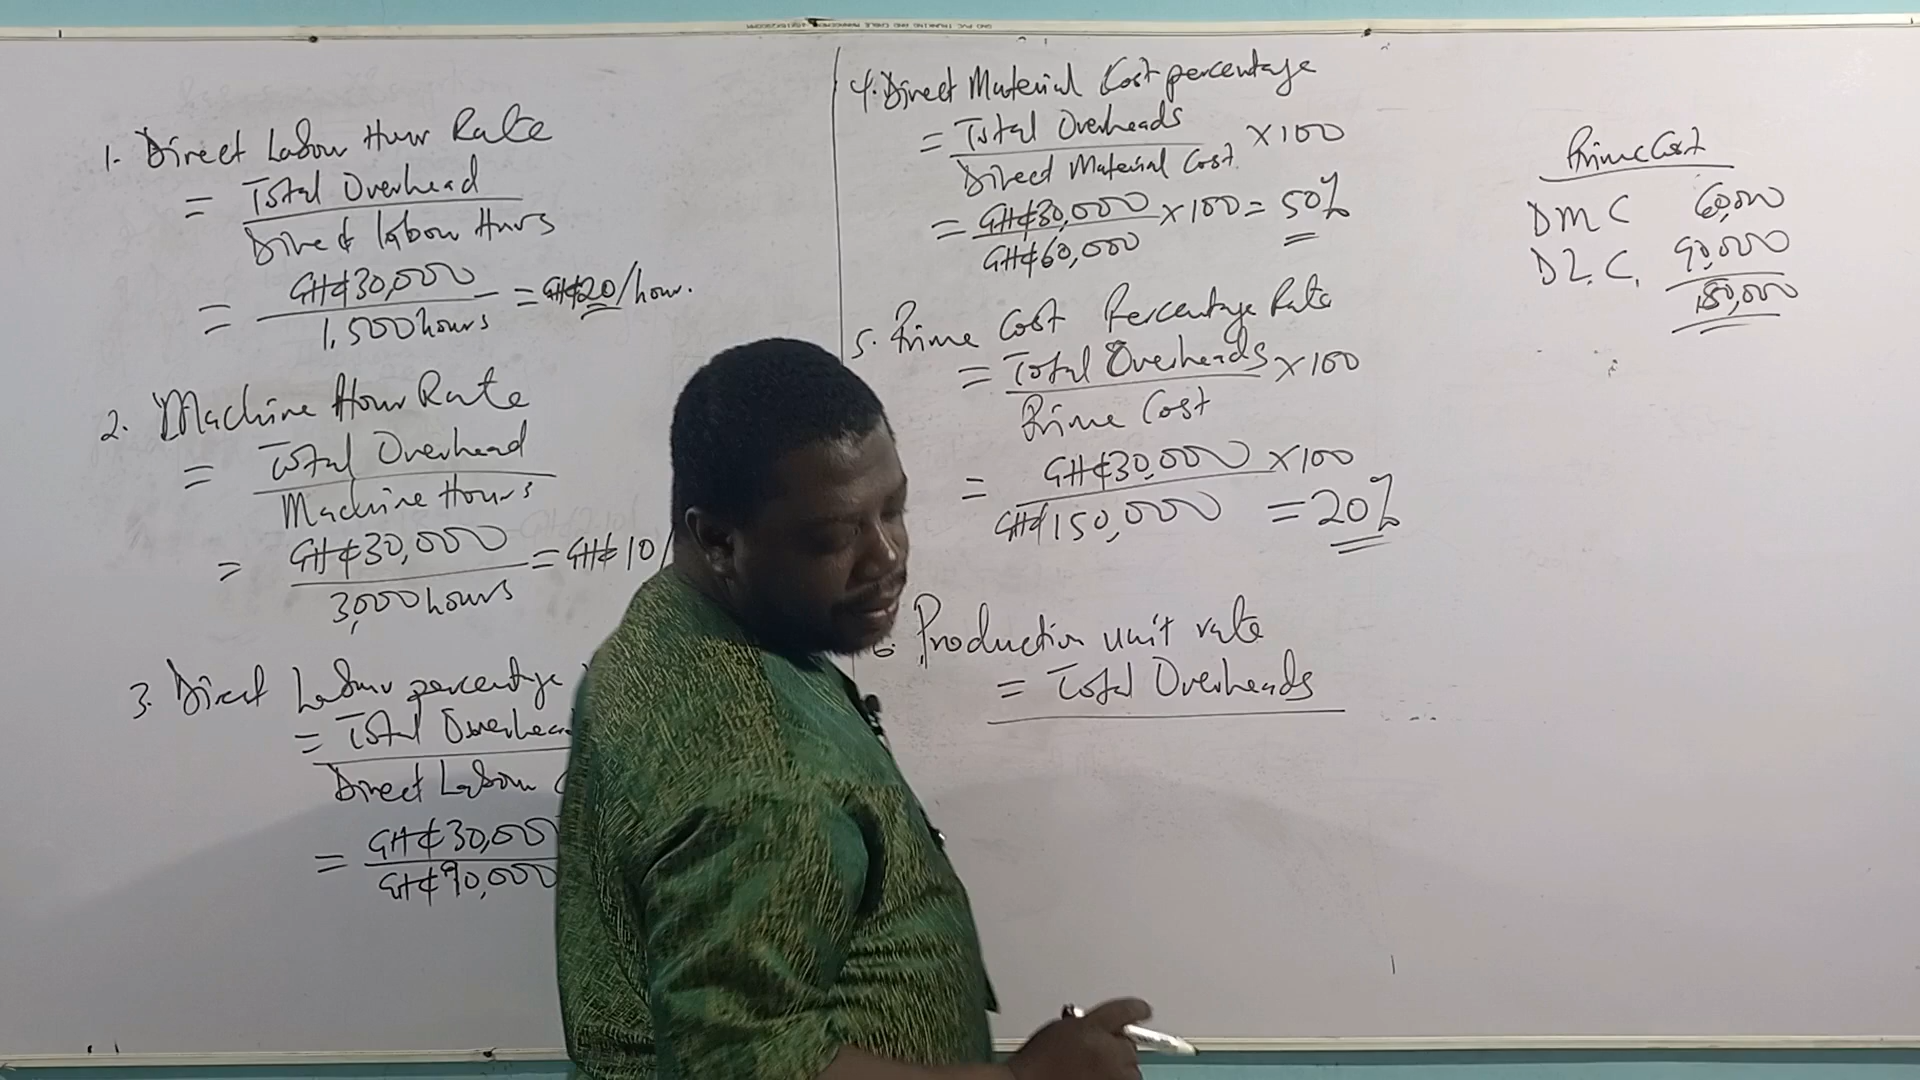 1. Direct Labour Hour Rate
= Total Overhead
Direct labour Hours
= GH¢30,000 = GH¢20/hour.
1,500 hours
2. Machine Hour Rate
= Total Overhead
Machine Hours
= GH¢30,000 = GH¢10/
3,000 hours
3. Direct Labour percentage
= Total Overhead
Direct Labour C
= GH¢30,000
GH¢90,000
4. Direct Material Cost percentage
= Total Overheads × 100
Direct Material Cost
= GH¢30,000 × 100 = 50%
GH¢60,000
5. Prime Cost Percentage Rate
= Total Overheads × 100
Prime Cost
= GH¢30,000 × 100
GH¢150,000 = 20%
6. Production unit rate
= Total Overheads
Prime Cost
DMC 60,000
DL.C. 90,000
150,000